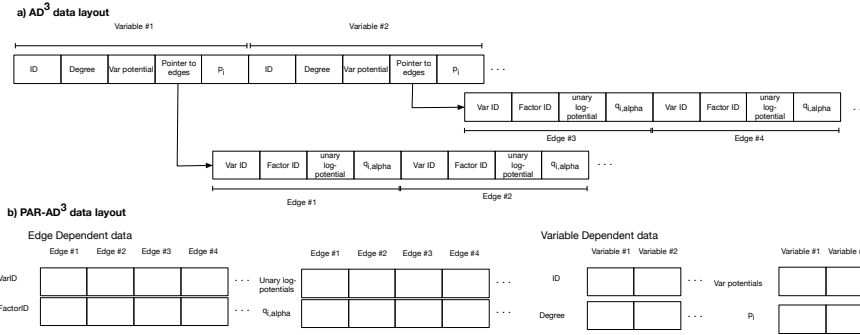 a) AD3 data layout
Variable #1 Variable #2
ID Degree Var potential Pointer to edges pi ID Degree Var potential Pointer to edges pi . . .
Var ID Factor ID unary log-potential qi,alpha Var ID Factor ID unary log-potential qi,alpha
Edge #3 Edge #4
Var ID Factor ID unary log-potential qi,alpha Var ID Factor ID unary log-potential qi,alpha . . .
Edge #1 Edge #2
b) PAR-AD3 data layout
Edge Dependent data Variable Dependent data
Edge #1 Edge #2 Edge #3 Edge #4 Edge #1 Edge #2 Edge #3 Edge #4 Variable #1 Variable #2 Variable #1 Variable #
VarID . . . Unary log-potentials . . . ID . . . Var potentials
FactorID qi,alpha . . . Degree . . . pi